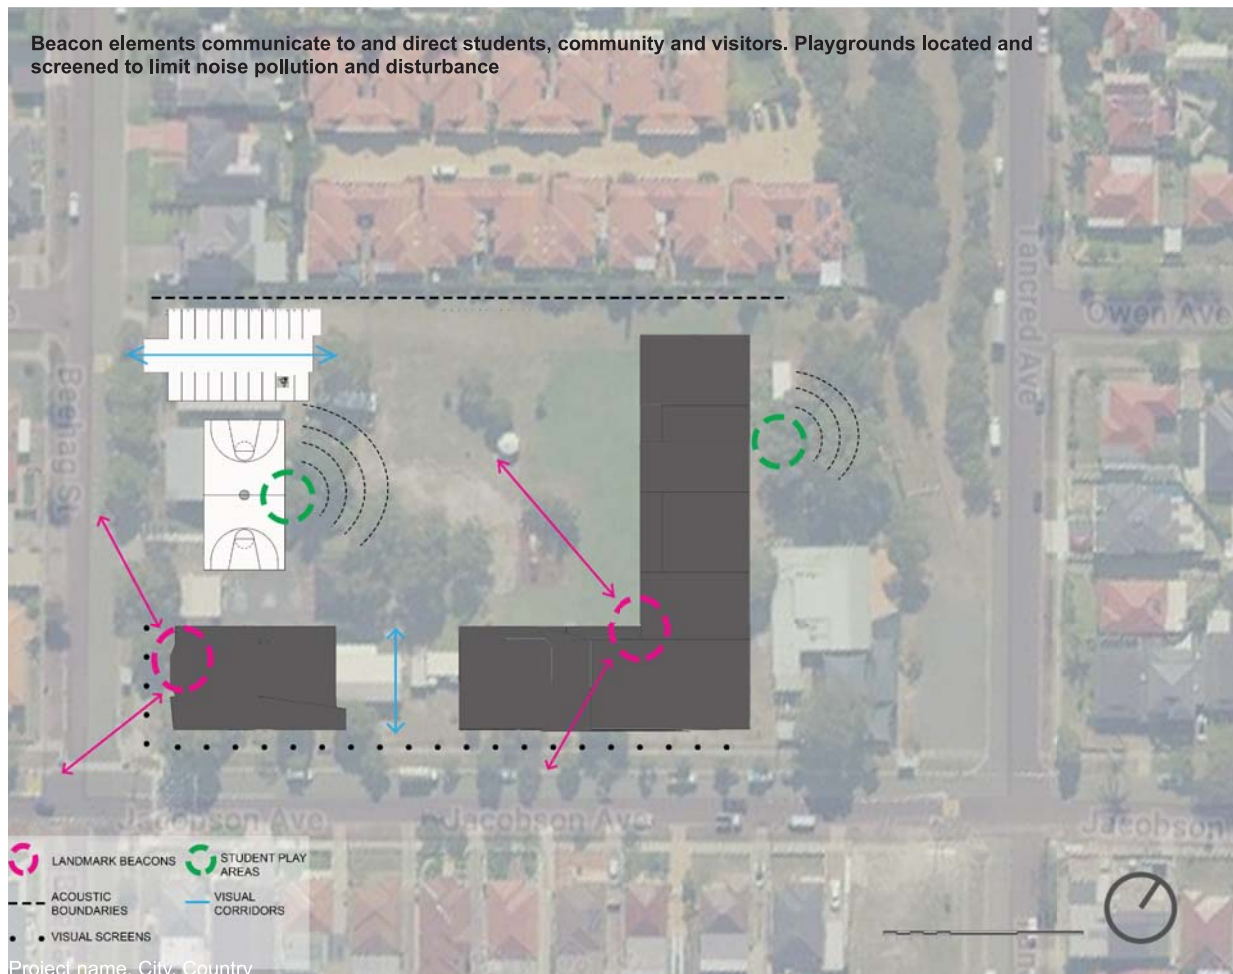 Beacon elements communicate to and direct students, community and visitors. Playgrounds located and
screened to limit noise pollution and disturbance
Owen Ave
Tancred Ave
Beehag St
Jacobson Ave
Jacobson Ave
Jacobson
LANDMARK BEACONS
STUDENT PLAY
AREAS
ACOUSTIC
BOUNDARIES
VISUAL
CORRIDORS
VISUAL SCREENS
Project name, City, Country